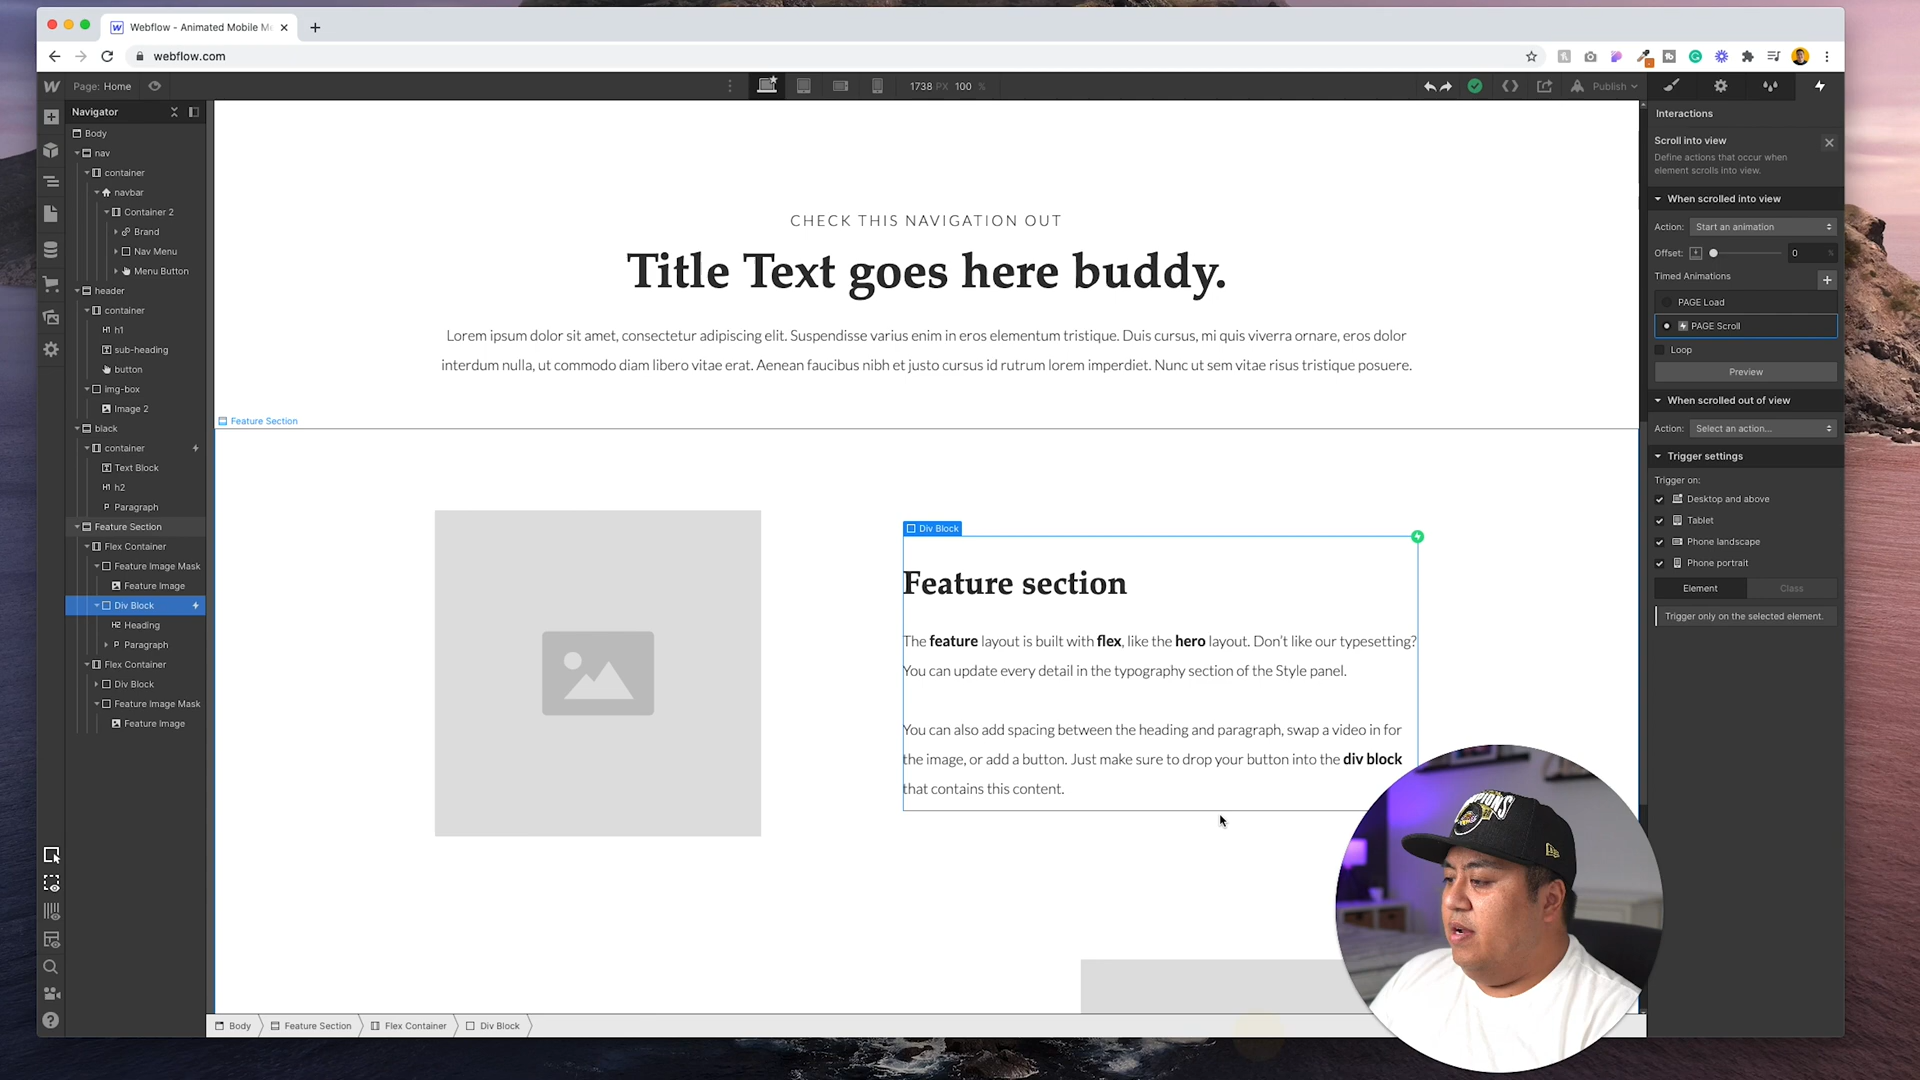 Webflow - Animated Mobile Me
webflow.com
Page: Home
1738 PX 100 %
Publish
Navigator
Body
nav
container
navbar
Container 2
Brand
Nav Menu
Menu Button
header
container
H1 h1
sub-heading
button
img-box
Image 2
black
container
Text Block
H1 h2
P Paragraph
Feature Section
Flex Container
Feature Image Mask
Feature Image
Div Block
H2 Heading
P Paragraph
Flex Container
Div Block
Feature Image Mask
Feature Image
CHECK THIS NAVIGATION OUT
Title Text goes here buddy.
Lorem ipsum dolor sit amet, consectetur adipiscing elit. Suspendisse varius enim in eros elementum tristique. Duis cursus, mi quis viverra ornare, eros dolor
interdum nulla, ut commodo diam libero vitae erat. Aenean faucibus nibh et justo cursus id rutrum lorem imperdiet. Nunc ut sem vitae risus tristique posuere.
Feature Section
Div Block
Feature section
The feature layout is built with flex, like the hero layout. Don't like our typesetting?
You can update every detail in the typography section of the Style panel.
You can also add spacing between the heading and paragraph, swap a video in for
the image, or add a button. Just make sure to drop your button into the div block
that contains this content.
Body
Feature Section
Flex Container
Div Block
Interactions
Scroll into view
Define actions that occur when
element scrolls into view.
When scrolled into view
Action: Start an animation
Offset: 0 %
Timed Animations
PAGE Load
PAGE Scroll
Loop
Preview
When scrolled out of view
Action: Select an action...
Trigger settings
Trigger on:
Desktop and above
Tablet
Phone landscape
Phone portrait
Element Class
Trigger only on the selected element.